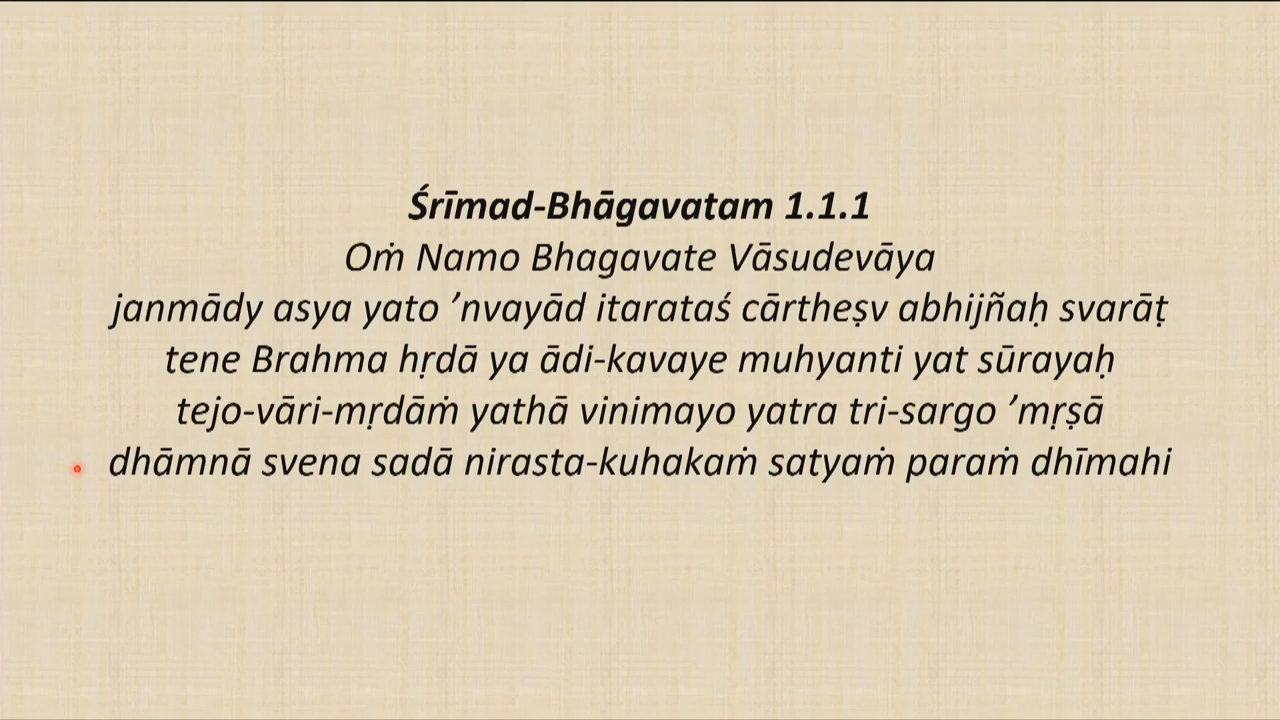 Śrīmad-Bhāgavatam 1.1.1
Oṁ Namo Bhagavate Vāsudevāya
janmādy asya yato ’nvayād itarataś cārtheṣv abhijñaḥ svarāṭ
tene Brahma hṛdā ya ādi-kavaye muhyanti yat sūrayaḥ
tejo-vāri-mṛdāṁ yathā vinimayo yatra tri-sargo ’mṛṣā
dhāmnā svena sadā nirasta-kuhakaṁ satyaṁ paraṁ dhīmahi